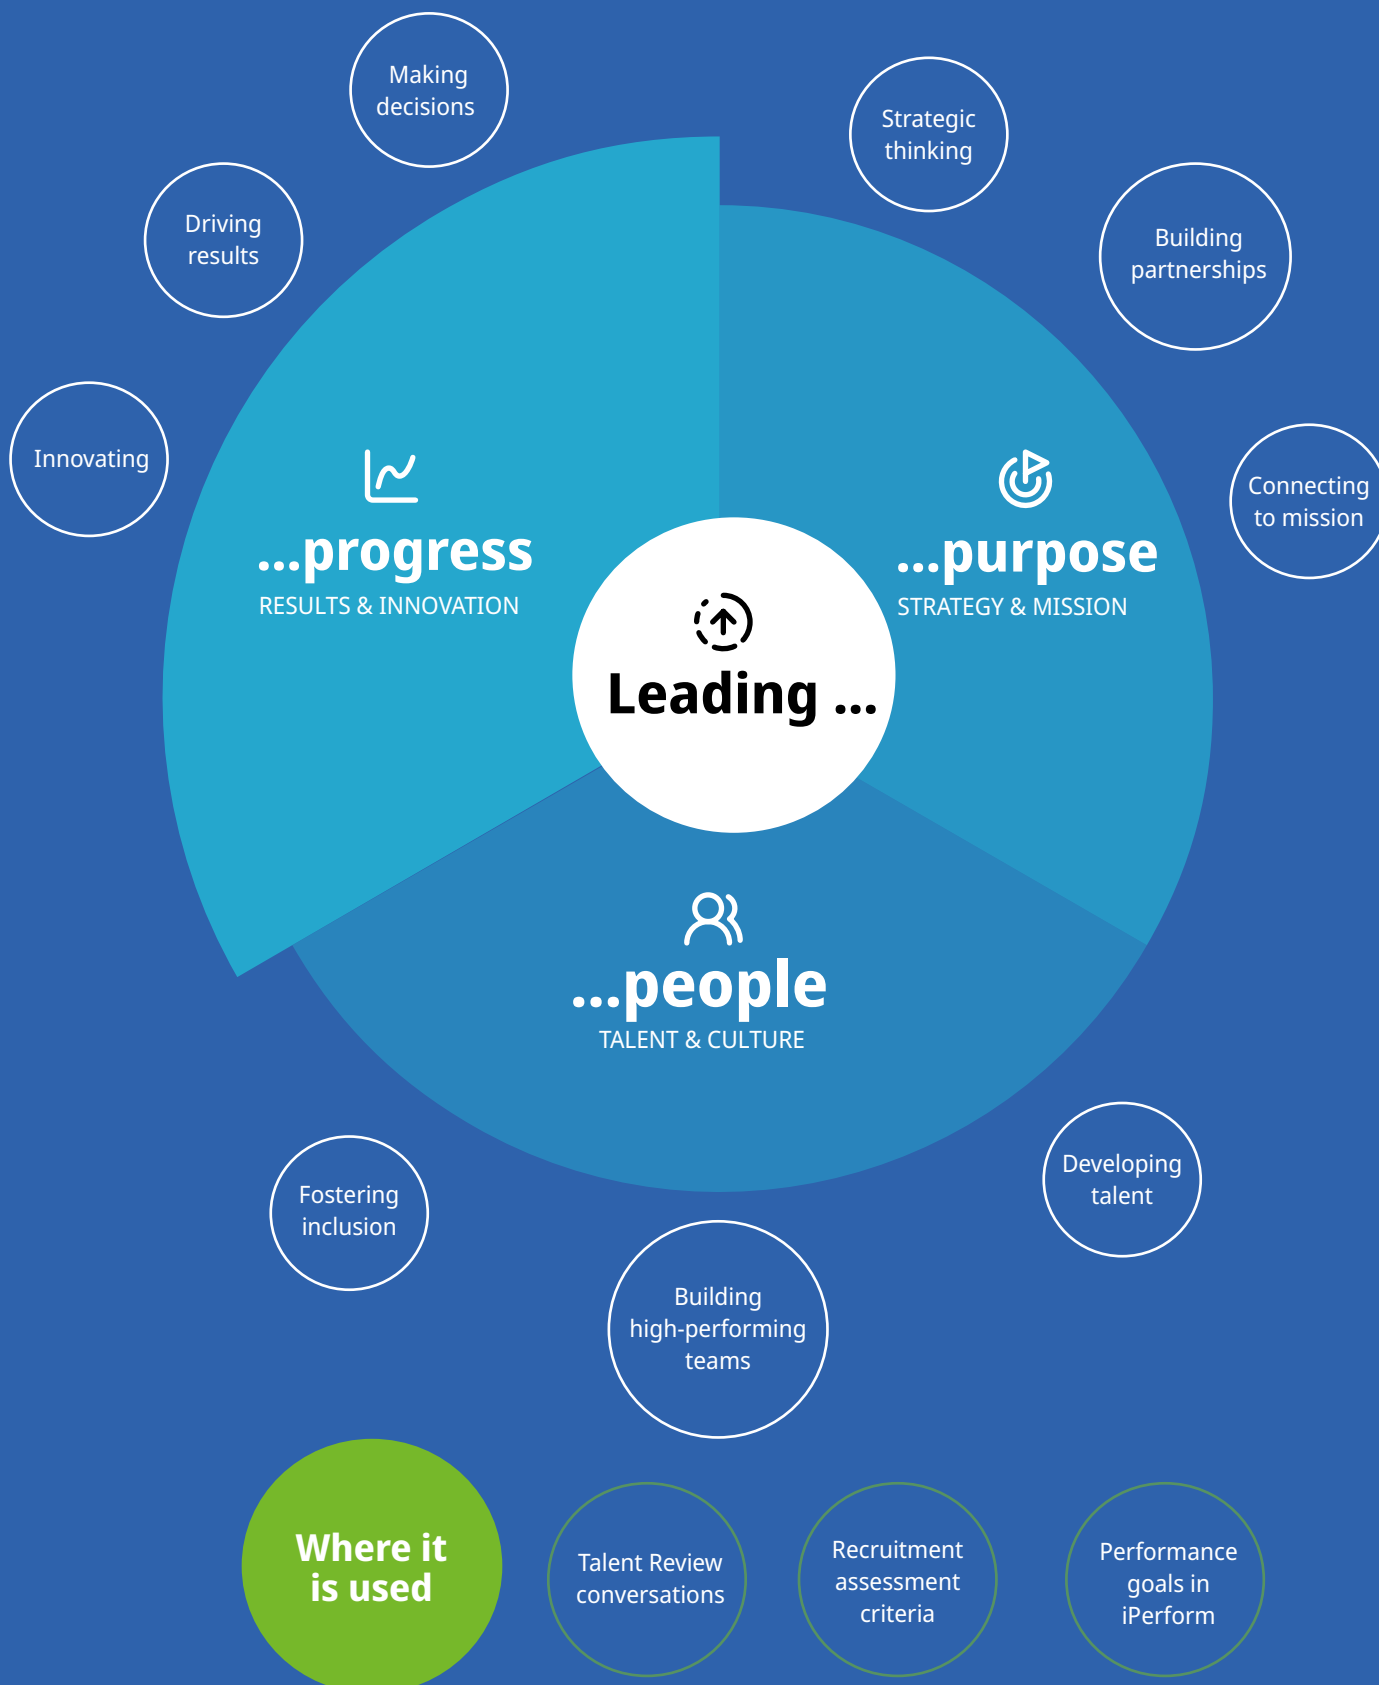 Making
decisions
Strategic
thinking
Driving
results
Building
partnerships
Innovating
Connecting
to mission
...progress
RESULTS & INNOVATION
...purpose
STRATEGY & MISSION
Leading ...
...people
TALENT & CULTURE
Fostering
inclusion
Developing
talent
Building
high-performing
teams
Where it
is used
Talent Review
conversations
Recruitment
assessment
criteria
Performance
goals in
iPerform